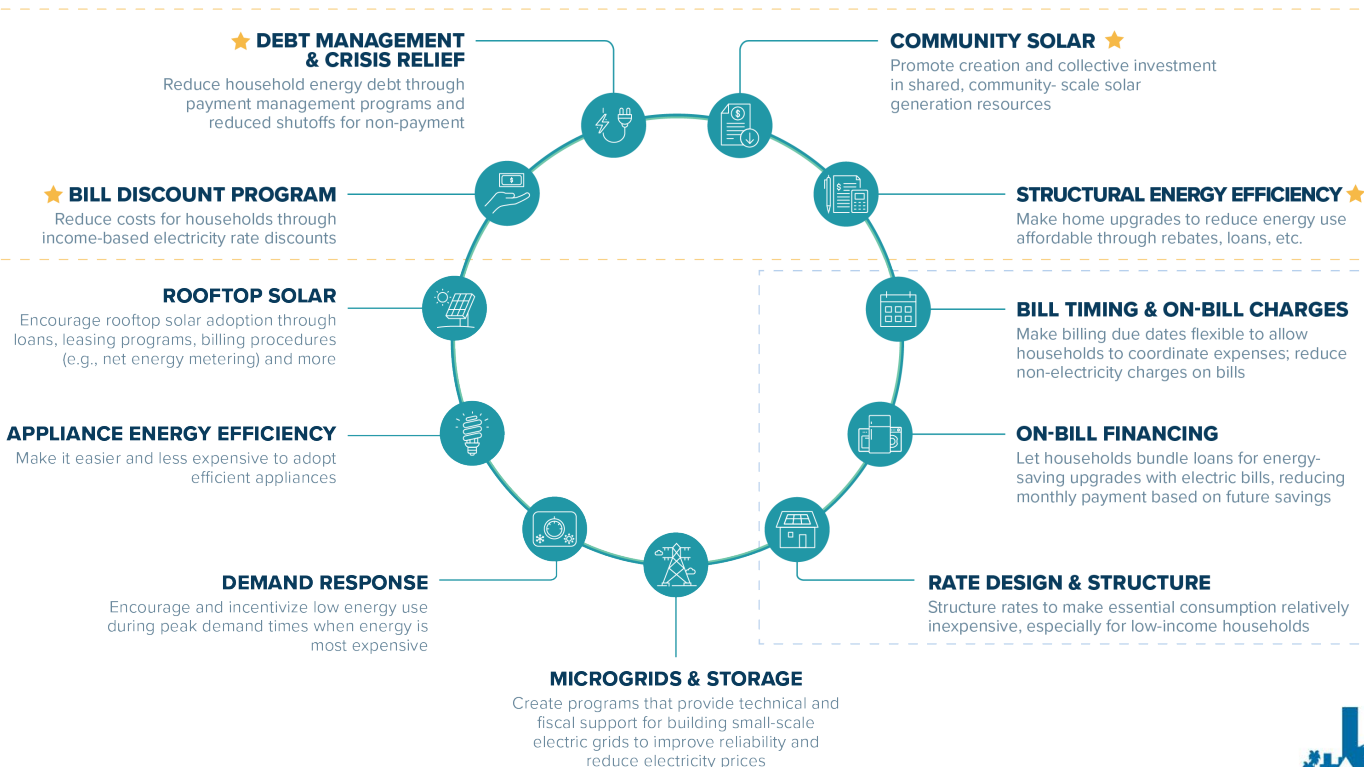 DEBT MANAGEMENT
& CRISIS RELIEF
Reduce household energy debt through
payment management programs and
reduced shutoffs for non-payment
COMMUNITY SOLAR
Promote creation and collective investment
in shared, community- scale solar
generation resources
BILL DISCOUNT PROGRAM
Reduce costs for households through
income-based electricity rate discounts
STRUCTURAL ENERGY EFFICIENCY
Make home upgrades to reduce energy use
affordable through rebates, loans, etc.
ROOFTOP SOLAR
Encourage rooftop solar adoption through
loans, leasing programs, billing procedures
(e.g., net energy metering) and more
BILL TIMING & ON-BILL CHARGES
Make billing due dates flexible to allow
households to coordinate expenses; reduce
non-electricity charges on bills
APPLIANCE ENERGY EFFICIENCY
Make it easier and less expensive to adopt
efficient appliances
ON-BILL FINANCING
Let households bundle loans for energy-
saving upgrades with electric bills, reducing
monthly payment based on future savings
DEMAND RESPONSE
Encourage and incentivize low energy use
during peak demand times when energy is
most expensive
RATE DESIGN & STRUCTURE
Structure rates to make essential consumption relatively
inexpensive, especially for low-income households
MICROGRIDS & STORAGE
Create programs that provide technical and
fiscal support for building small-scale
electric grids to improve reliability and
reduce electricity prices